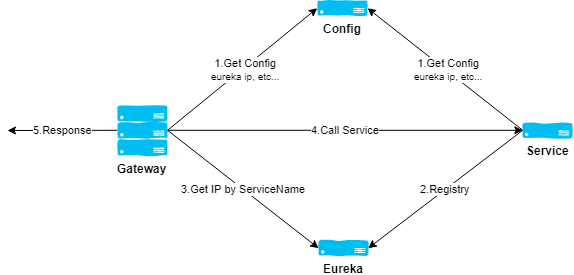 Config
1.Get Config
eureka ip, etc...
1.Get Config
eureka ip, etc...
5.Response
4.Call Service
Gateway
Service
3.Get IP by ServiceName
2.Registry
Eureka